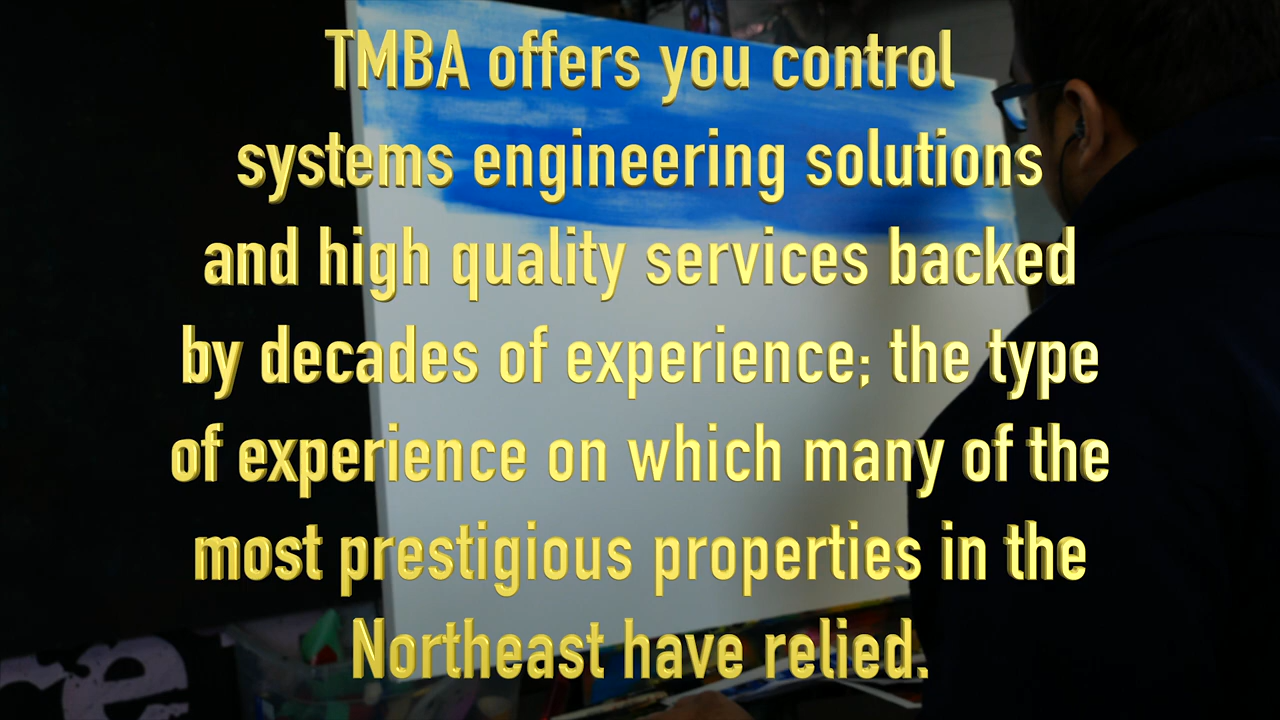 TMBA offers you control
systems engineering solutions
and high quality services backed
by decades of experience; the type
of experience on which many of the
most prestigious properties in the
Northeast have relied.
re